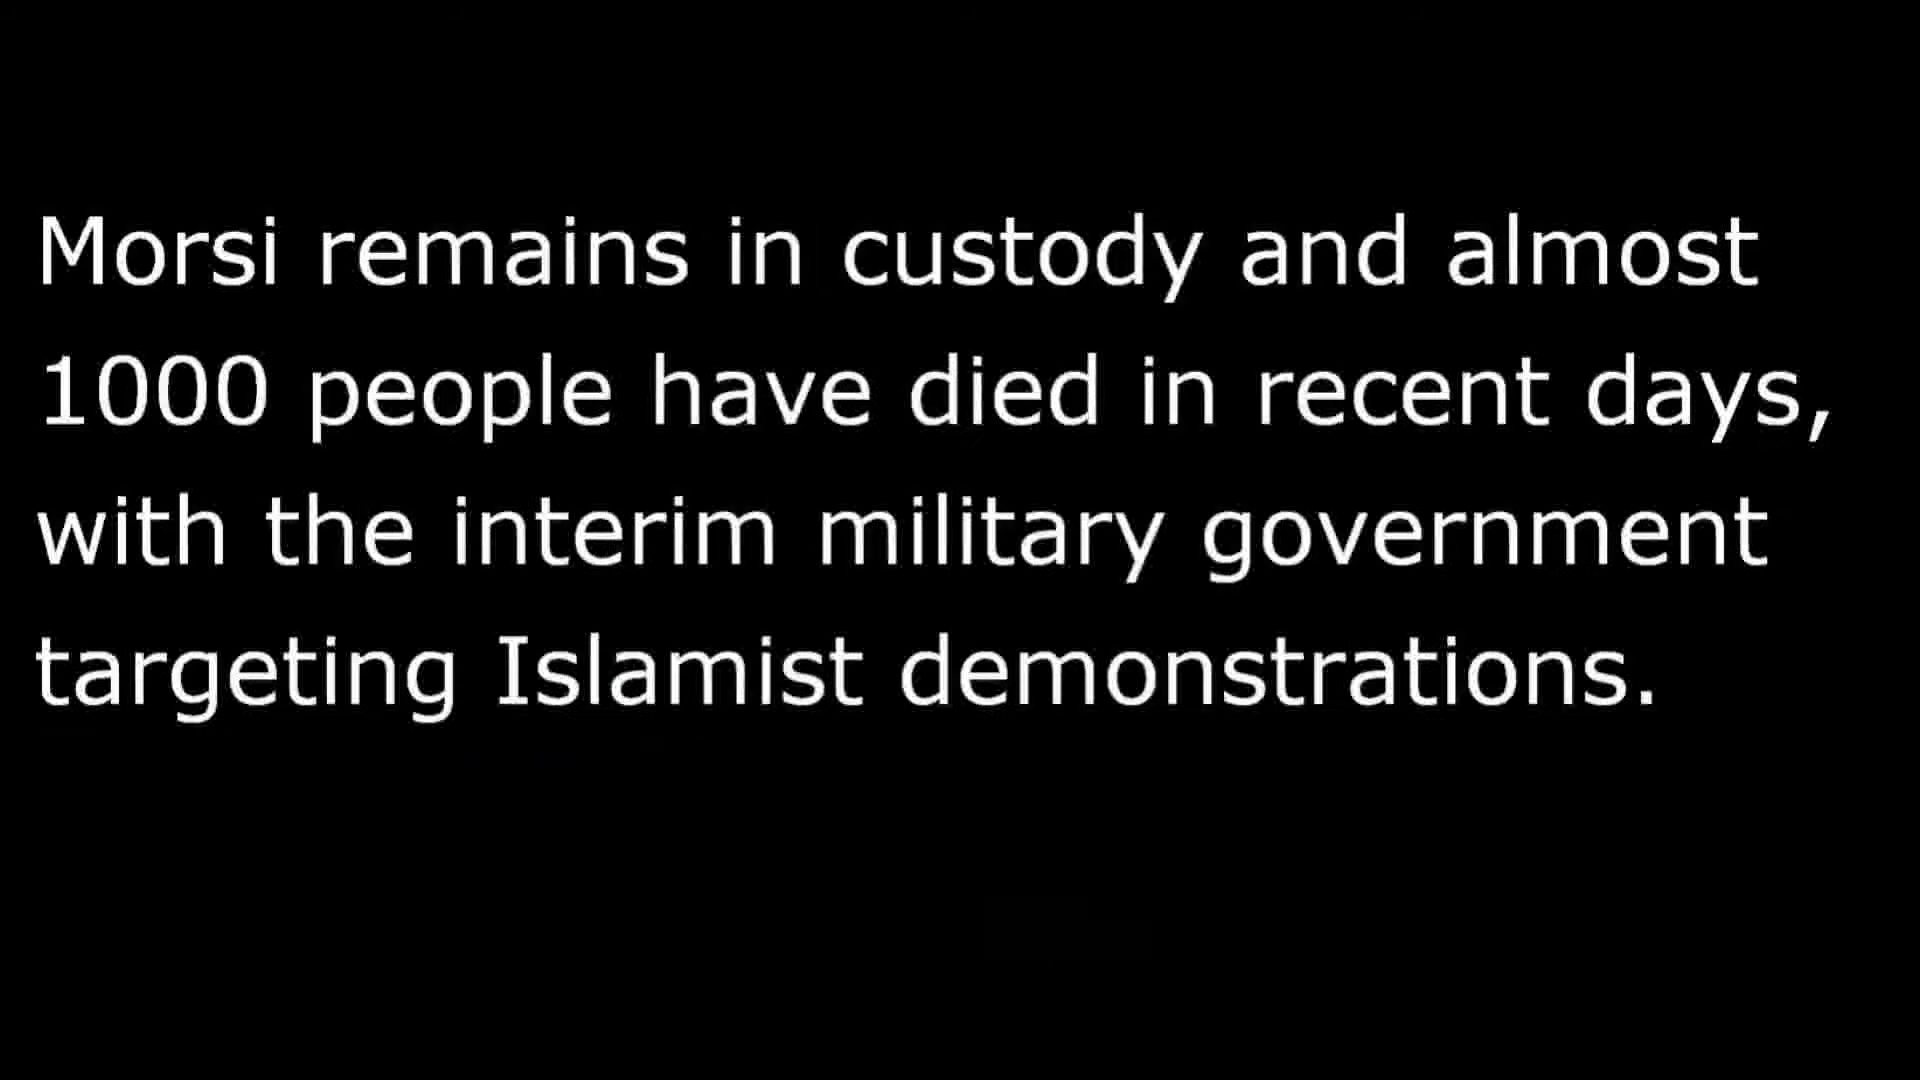 Morsi remains in custody and almost
1000 people have died in recent days,
with the interim military government
targeting Islamist demonstrations.